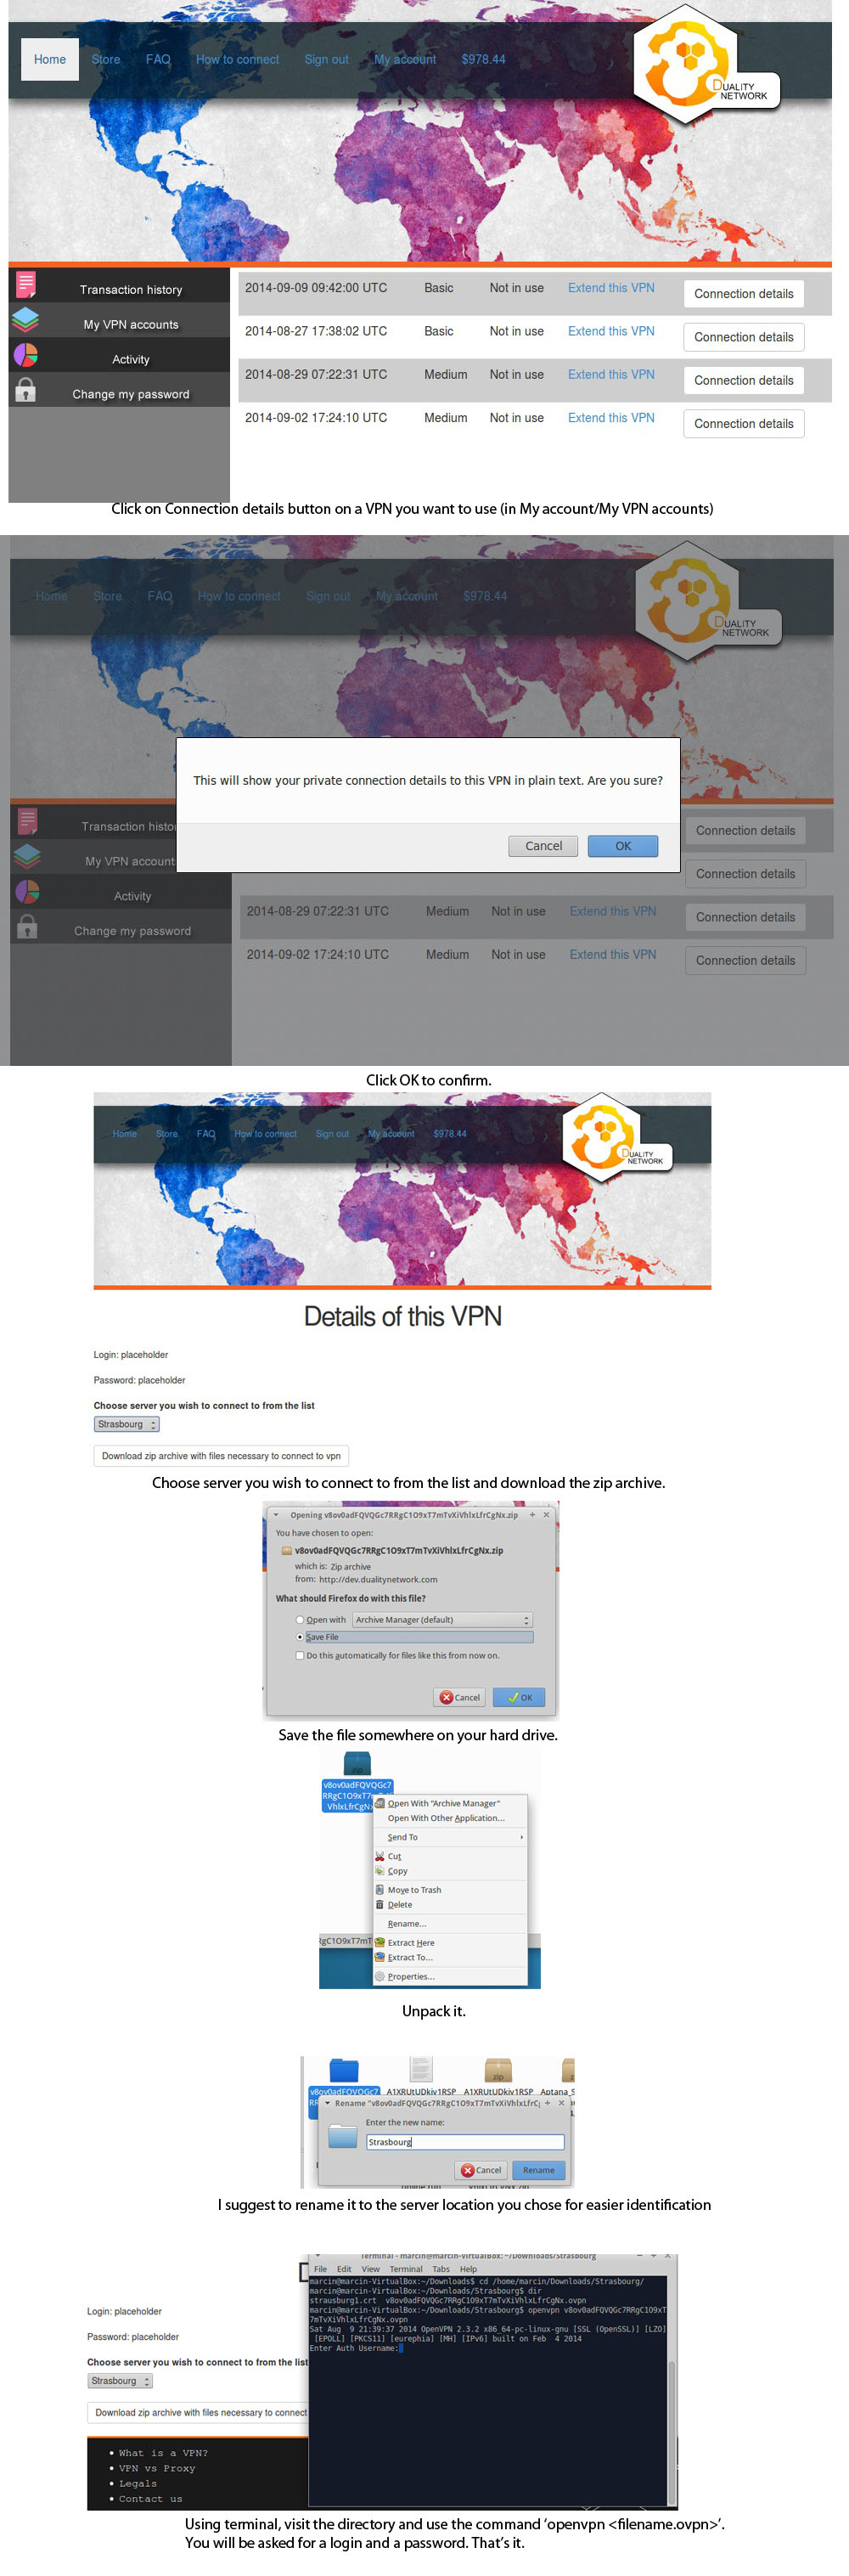 Home Store FAQ How to connect Sign out My account $978.44
DUALITY
NETWORK
Transaction history
My VPN accounts
Activity
Change my password
2014-09-09 09:42:00 UTC Basic Not in use Extend this VPN Connection details
2014-08-27 17:38:02 UTC Basic Not in use Extend this VPN Connection details
2014-08-29 07:22:31 UTC Medium Not in use Extend this VPN Connection details
2014-09-02 17:24:10 UTC Medium Not in use Extend this VPN Connection details
Click on Connection details button on a VPN you want to use (in My account/My VPN accounts)
Home Store FAQ How to connect Sign out My account $978.44
DUALITY
NETWORK
This will show your private connection details to this VPN in plain text. Are you sure?
Cancel OK
Transaction histo
My VPN account
Activity
Change my password
Connection details
Connection details
2014-08-29 07:22:31 UTC Medium Not in use Extend this VPN Connection details
2014-09-02 17:24:10 UTC Medium Not in use Extend this VPN Connection details
Click OK to confirm.
Home Store FAQ How to connect Sign out My account $978.44
DUALITY
NETWORK
Details of this VPN
Login: placeholder
Password: placeholder
Choose server you wish to connect to from the list
Strasbourg
Download zip archive with files necessary to connect to vpn
Choose server you wish to connect to from the list and download the zip archive.
Opening v8ov0adFQVQGc7RRgC1O9xT7mTvXiVhlxLfrCgNx.zip
You have chosen to open:
v8ov0adFQVQGc7RRgC1O9xT7mTvXiVhlxLfrCgNx.zip
which is: Zip archive
from: http://dev.dualitynetwork.com
What should Firefox do with this file?
Open with Archive Manager (default)
Save File
Do this automatically for files like this from now on.
Cancel OK
Save the file somewhere on your hard drive.
zip
v8ov0adFQVQGc7
RRgC1O9xT7m
VhlxLfrCgNx
Open With "Archive Manager"
Open With Other Application...
Send To
Cut
Copy
Move to Trash
Delete
Rename...
RgC1O9xT7mT
Extract Here
Extract To...
Properties...
Unpack it.
zip
v8ov0adFQVQGc7 A1XRUtUDkiv1RSP A1XRUtUDkiv1RSP Aptana_S
Rename "v8ov0adFQVQGc7RRgC1O9xT7mTvXiVhlxLfrC
Enter the new name:
Strasbourg
Cancel Rename
I suggest to rename it to the server location you chose for easier identification
Terminal - marcin@marcin-VirtualBox: ~/Downloads/Strasbourg
File Edit View Terminal Tabs Help
marcin@marcin-VirtualBox:~/Downloads$ cd /home/marcin/Downloads/Strasbourg/
marcin@marcin-VirtualBox:~/Downloads/Strasbourg$ dir
strausburg1.crt v8ov0adFQVQGc7RRgC1O9xT7mTvXiVhlxLfrCgNx.ovpn
marcin@marcin-VirtualBox:~/Downloads/Strasbourg$ openvpn v8ov0adFQVQGc7RRgC1O9xT
7mTvXiVhlxLfrCgNx.ovpn
Sat Aug 9 21:39:37 2014 OpenVPN 2.3.2 x86_64-pc-linux-gnu [SSL (OpenSSL)] [LZO]
[EPOLL] [PKCS11] [eurephia] [MH] [IPv6] built on Feb 4 2014
Enter Auth Username:
Login: placeholder
Password: placeholder
Choose server you wish to connect to from the list
Strasbourg
Download zip archive with files necessary to connect
What is a VPN?
VPN vs Proxy
Legals
Contact us
Using terminal, visit the directory and use the command ‘openvpn <filename.ovpn>’.
You will be asked for a login and a password. That’s it.